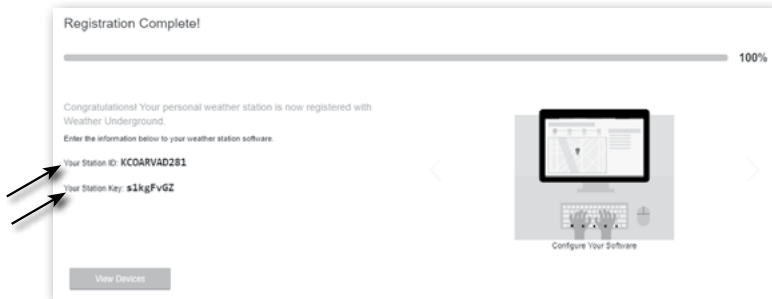 Registration Complete!
100%
Congratulations! Your personal weather station is now registered with
Weather Underground.
Enter the information below to your weather station software.
Your Station ID: KCOARVAD281
Your Station Key: s1kgFvGZ
Configure Your Software
View Devices